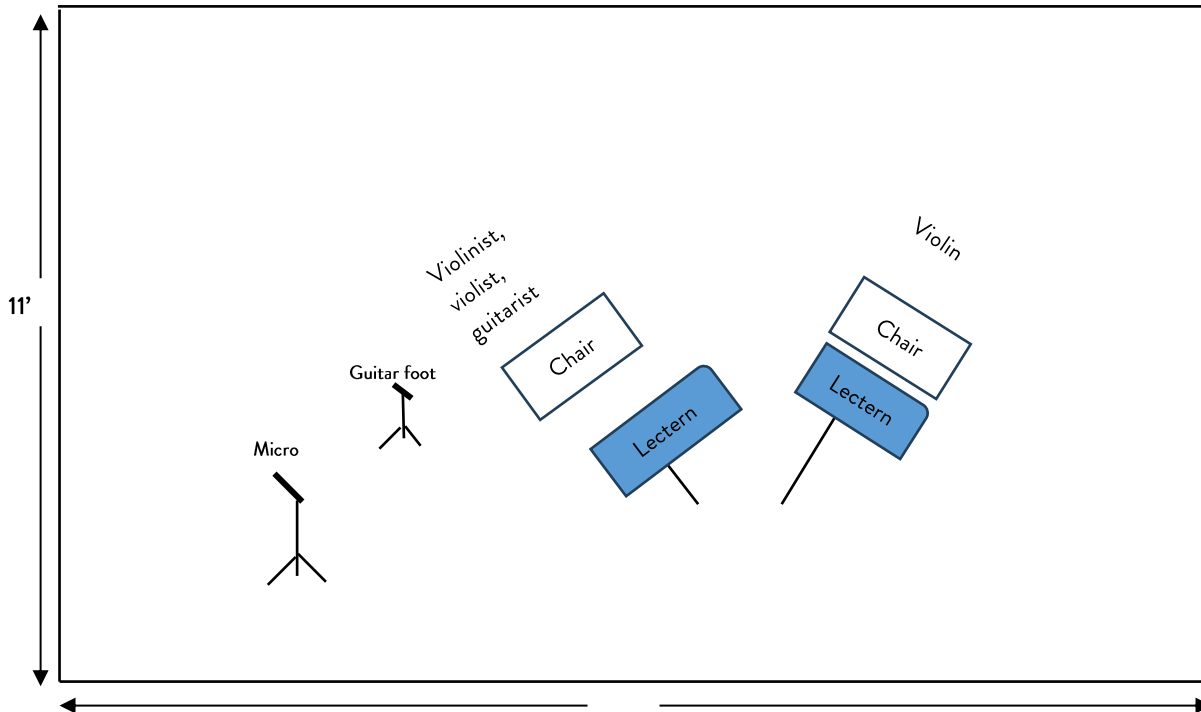 Violin
Violinist,
violist,
guitarist
Chair
Chair
11’
Guitar foot
Lectern
Lectern
Micro